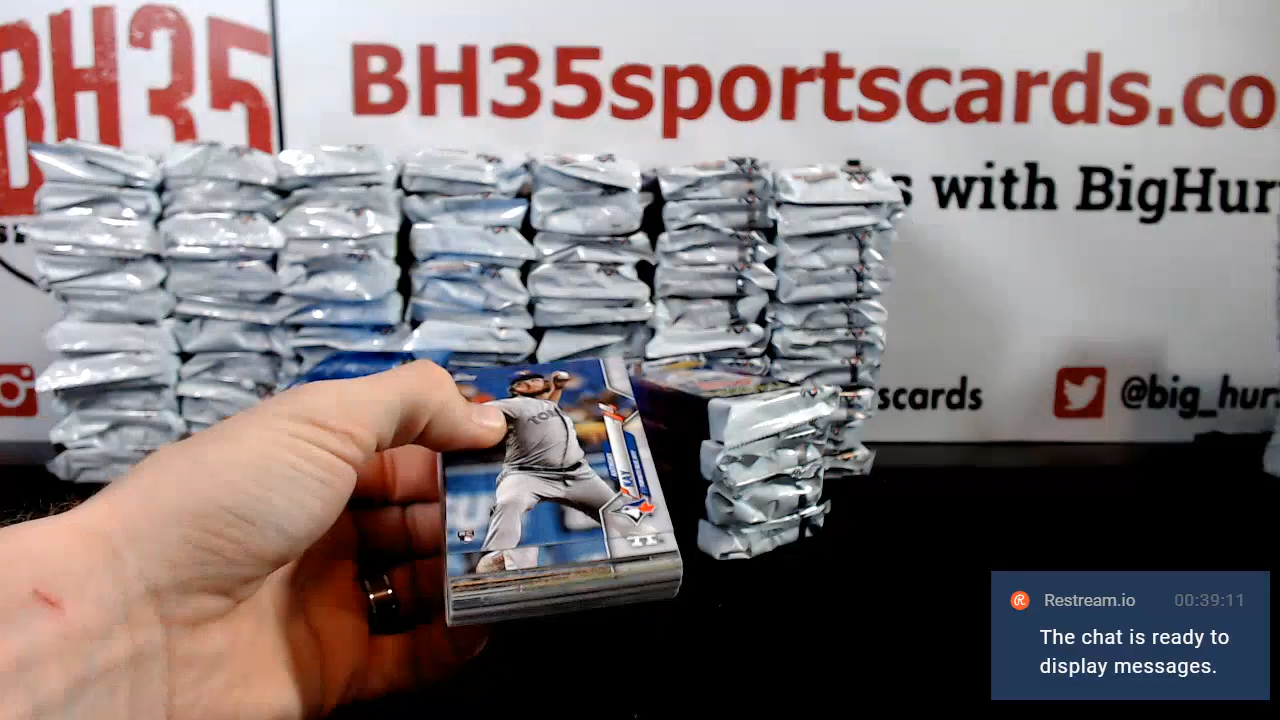 BH35
BH35sportscards.co
s with BigHur
scards
@big_hur
KAY
Restream.io 00:39:11
The chat is ready to
display messages.